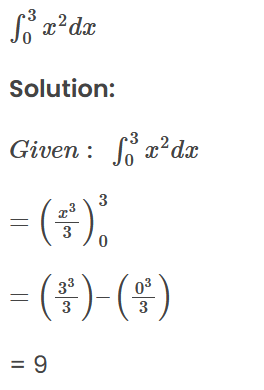 ∫₀³ x²dx
Solution:
Given : ∫₀³ x²dx
= (x³/3)₀³
= (3³/3)– (0³/3)
= 9